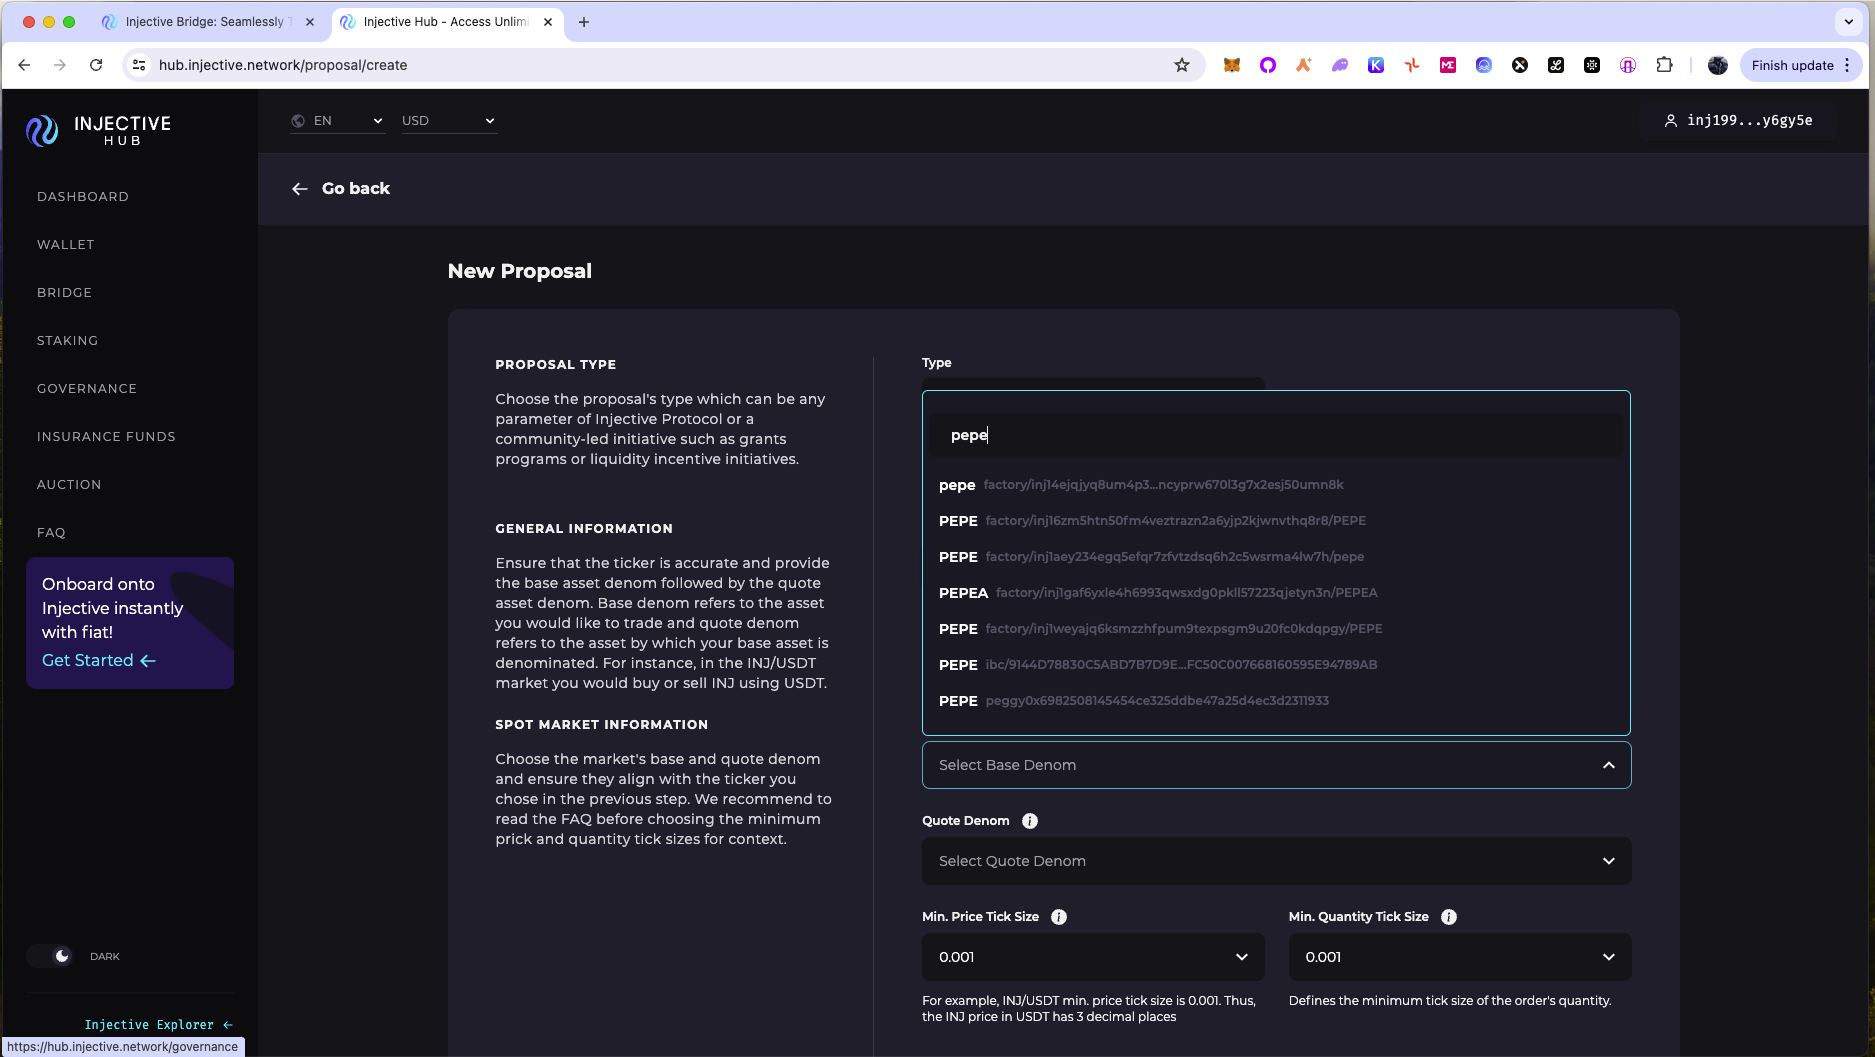 Injective Bridge: Seamlessly T
Injective Hub - Access Unlimi
hub.injective.network/proposal/create
Finish update
INJECTIVE
HUB
EN
USD
inj199...y6gy5e
Go back
DASHBOARD
WALLET
BRIDGE
STAKING
GOVERNANCE
INSURANCE FUNDS
AUCTION
FAQ
Onboard onto
Injective instantly
with fiat!
Get Started
DARK
Injective Explorer
https://hub.injective.network/governance
New Proposal
PROPOSAL TYPE
Choose the proposal's type which can be any
parameter of Injective Protocol or a
community-led initiative such as grants
programs or liquidity incentive initiatives.
GENERAL INFORMATION
Ensure that the ticker is accurate and provide
the base asset denom followed by the quote
asset denom. Base denom refers to the asset
you would like to trade and quote denom
refers to the asset by which your base asset is
denominated. For instance, in the INJ/USDT
market you would buy or sell INJ using USDT.
SPOT MARKET INFORMATION
Choose the market's base and quote denom
and ensure they align with the ticker you
chose in the previous step. We recommend to
read the FAQ before choosing the minimum
prick and quantity tick sizes for context.
Type
pepe
pepe factory/inj14ejqjyq8um4p3...ncyprw670l3g7x2esj50umn8k
PEPE factory/inj16zm5htn50fm4veztrazn2a6yjp2kjwnvthq8r8/PEPE
PEPE factory/inj1aey234egq5efqr7zfvtzdsq6h2c5wsrma4lw7h/pepe
PEPEA factory/inj1gaf6yxle4h6993qwsxdg0pkll57223qjetyn3n/PEPEA
PEPE factory/inj1weyajq6ksmzzhfpum9texpsgm9u20fc0kdqpgy/PEPE
PEPE ibc/9144D78830C5ABD7B7D9E...FC50C007668160595E94789AB
PEPE peggy0x6982508145454ce325ddbe47a25d4ec3d2311933
Select Base Denom
Quote Denom
Select Quote Denom
Min. Price Tick Size
Min. Quantity Tick Size
0.001
0.001
For example, INJ/USDT min. price tick size is 0.001. Thus,
the INJ price in USDT has 3 decimal places
Defines the minimum tick size of the order's quantity.